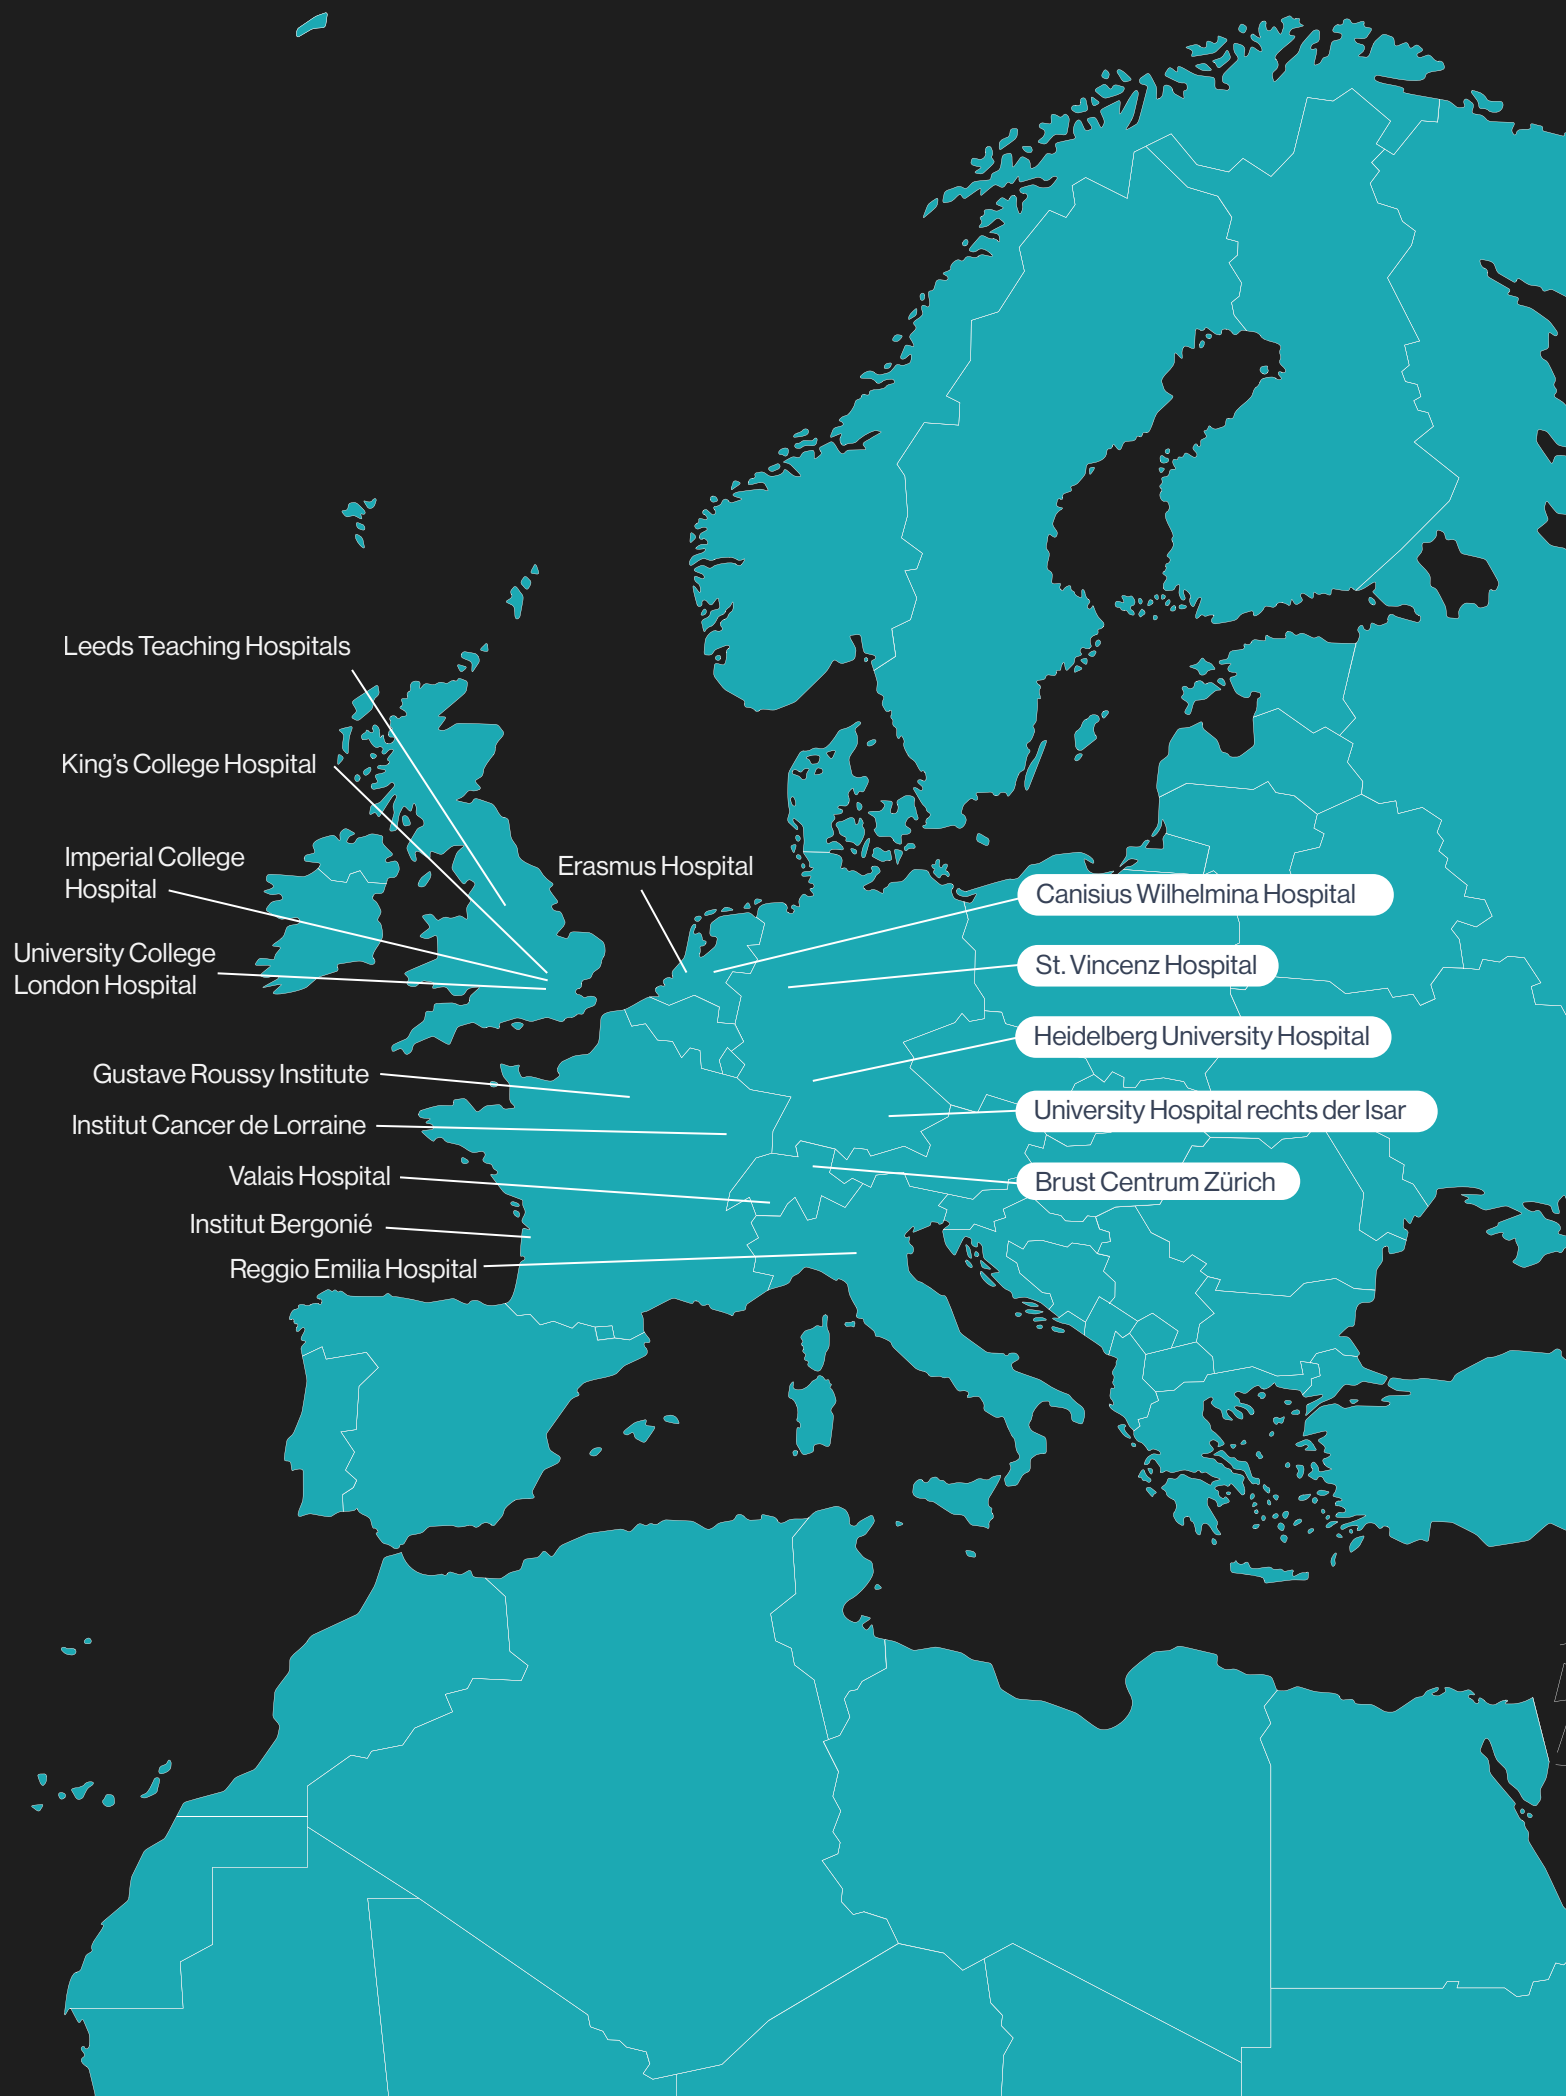 Leeds Teaching Hospitals
King's College Hospital
Imperial College
Hospital
University College
London Hospital
Erasmus Hospital
Canisius Wilhelmina Hospital
St. Vincenz Hospital
Heidelberg University Hospital
University Hospital rechts der Isar
Brust Centrum Zürich
Gustave Roussy Institute
Institut Cancer de Lorraine
Valais Hospital
Institut Bergonié
Reggio Emilia Hospital